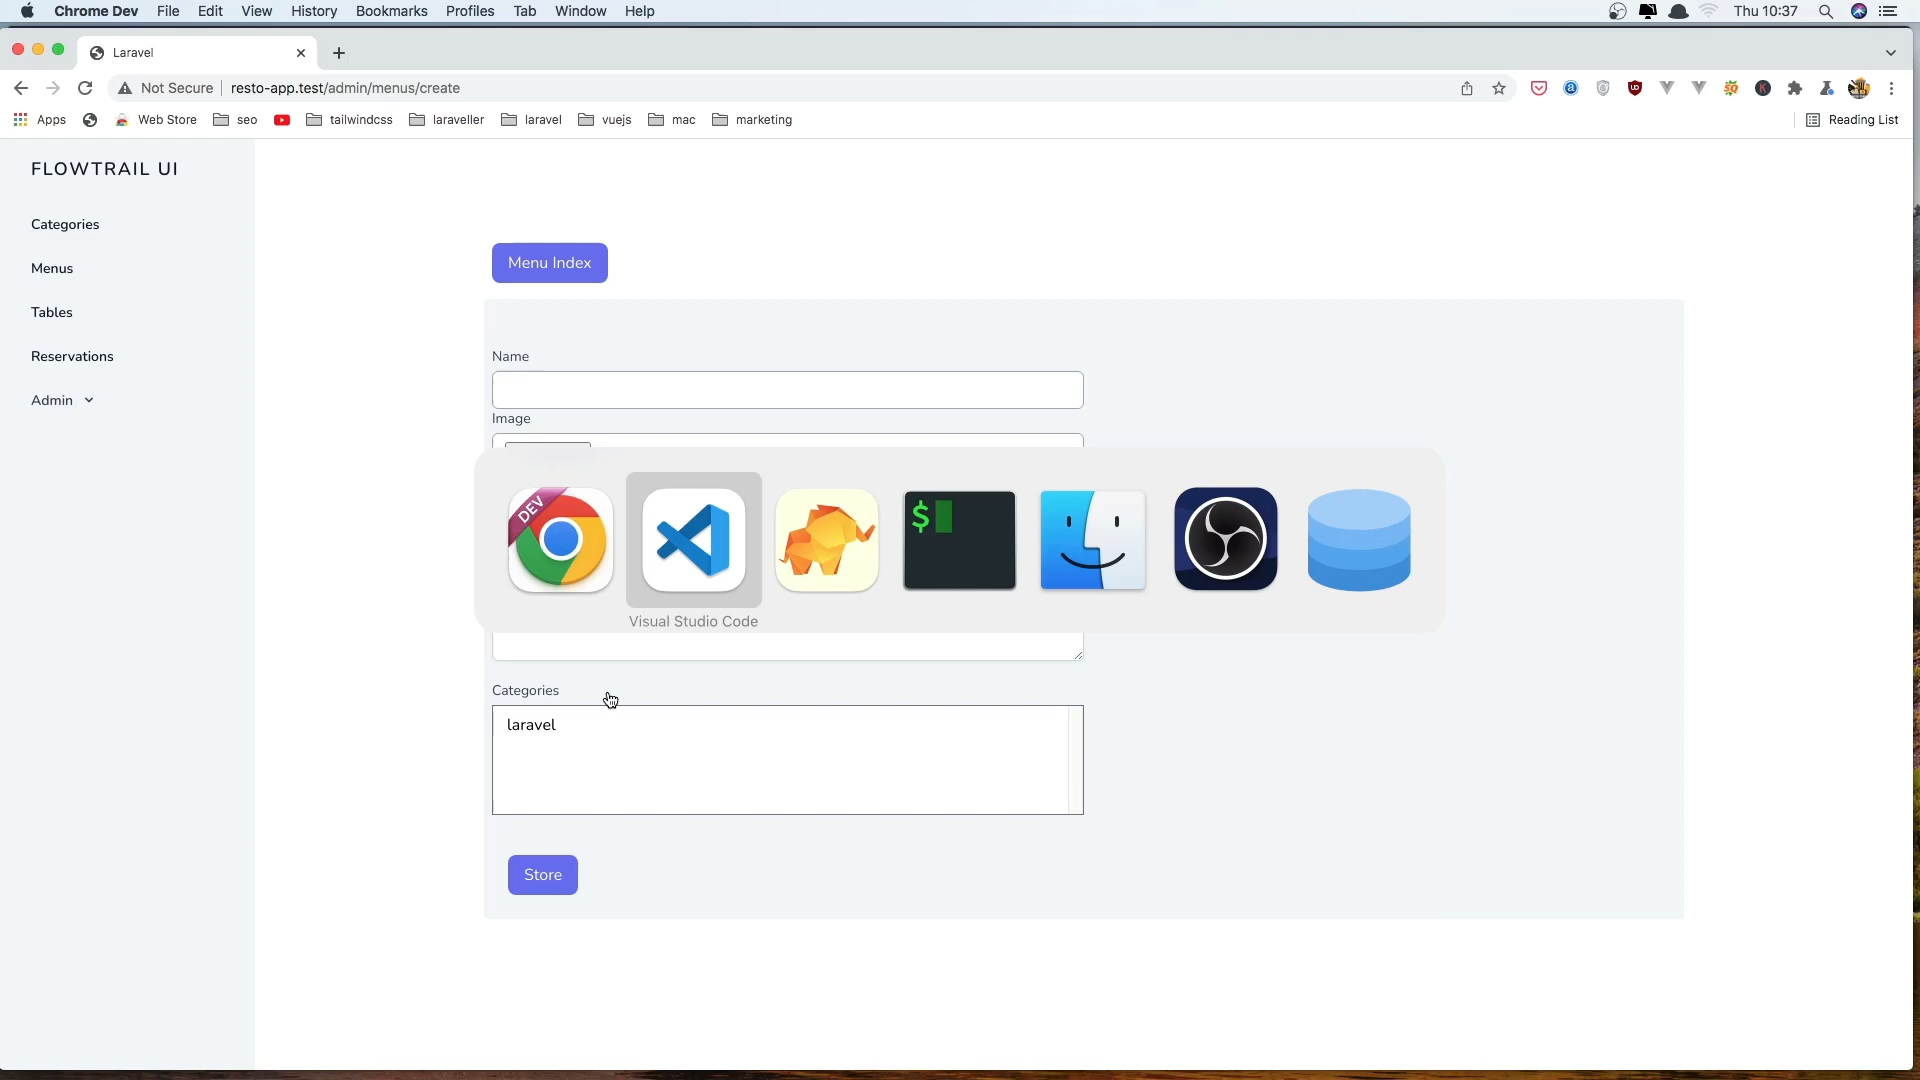 Chrome Dev File Edit View History Bookmarks Profiles Tab Window Help Thu 10:37
Laravel
Not Secure resto-app.test/admin/menus/create
Apps Web Store seo tailwindcss laraveller laravel vuejs mac marketing Reading List
FLOWTRAIL UI
Categories
Menus
Tables
Reservations
Admin
Menu Index
Name
Image
DEV
$
Visual Studio Code
Categories
laravel
Store